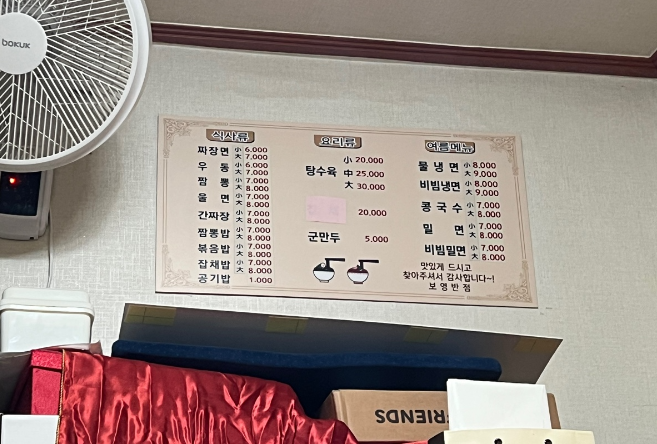 BOKUK
식사류
짜장면 小 6.000
大 7.000
우동 小 6.000
大 7.000
짬뽕 小 7.000
大 8.000
울면 小 7.000
大 8.000
간짜장 小 7.000
大 8.000
짬뽕밥 小 7.000
大 8.000
볶음밥 小 7.000
大 8.000
잡채밥 小 7.000
大 8.000
공기밥 1.000
요리류
小 20.000
탕수육 中 25.000
大 30,000
20,000
군만두 5.000
여름메뉴
물냉면 小 8.000
大 9.000
비빔냉면 小 8.000
大 9.000
콩국수 小 7.000
大 8.000
밀면 小 7.000
大 8.000
비빔밀면 小 7.000
大 8.000
맛있게 드시고
찾아주셔서 감사합니다~!
보영반점
FRIENDS